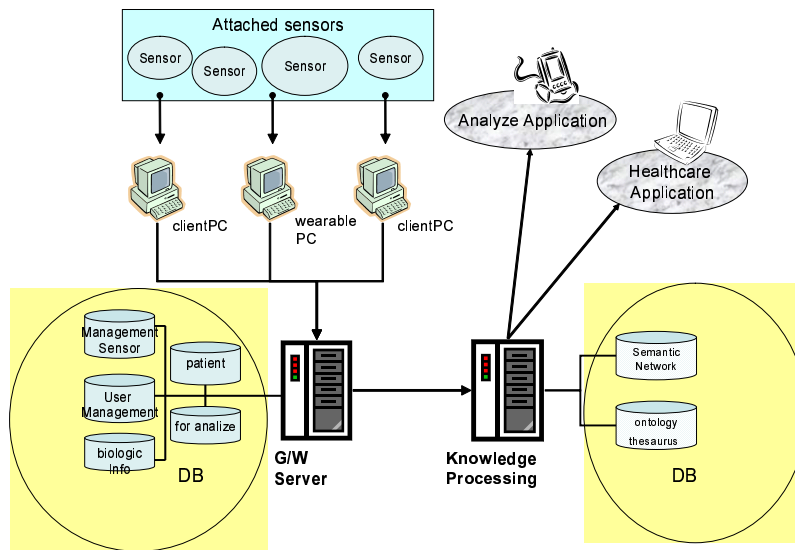 Attached sensors
Sensor
Sensor
Sensor
Sensor
Analyze Application
Healthcare
Application
clientPC
wearable
PC
clientPC
Management
Sensor
patient
User
Management
for analize
biologic
Info
DB
G/W
Server
Knowledge
Processing
Semantic
Network
ontology
thesaurus
DB